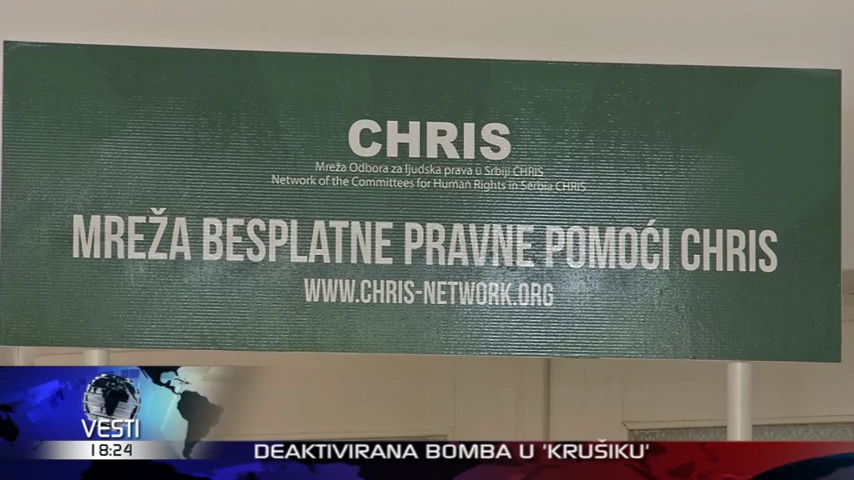 CHRIS
Mreža Odbora za ljudska prava u Srbiji CHRIS
Network of the Committees for Human Rights in Serbia CHRIS
MREŽA BESPLATNE PRAVNE POMOĆI CHRIS
WWW.CHRIS-NETWORK.ORG
VESTI
18:24
DEAKTIVIRANA BOMBA U 'KRUŠIKU'